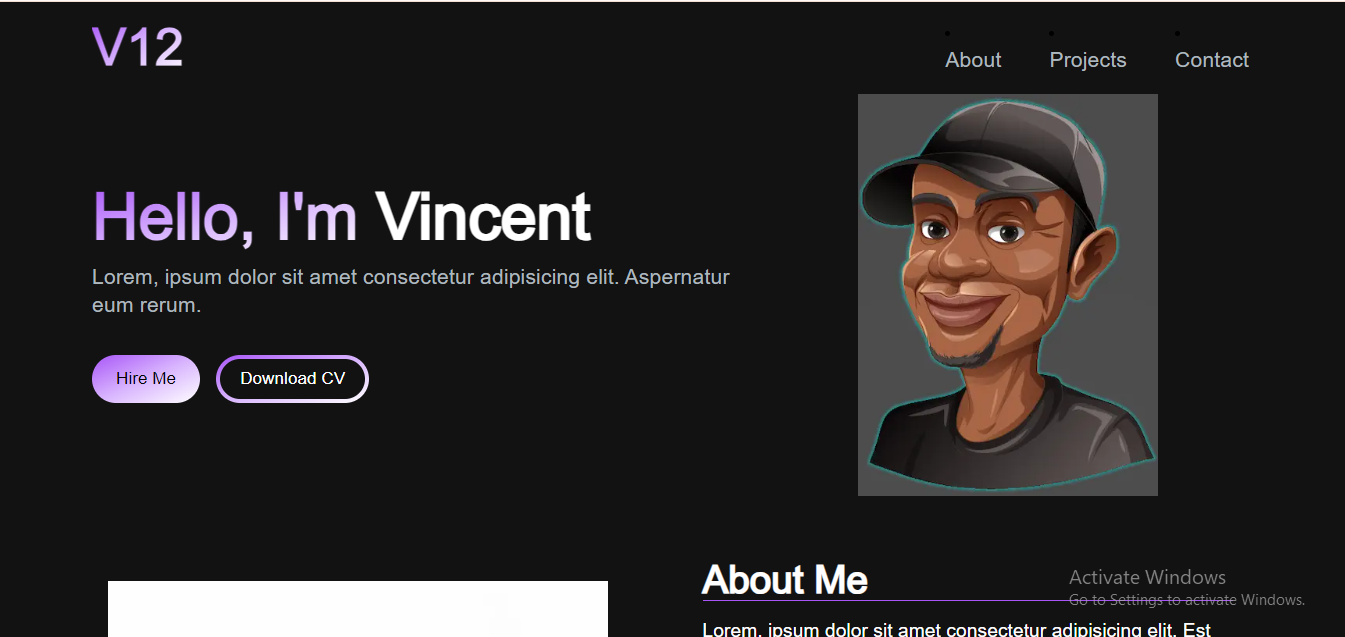 V12
About Projects Contact
Hello, I'm Vincent
Lorem, ipsum dolor sit amet consectetur adipisicing elit. Aspernatur
eum rerum.
Hire Me Download CV
About Me
Activate Windows
Go to Settings to activate Windows.
Lorem, ipsum dolor sit amet consectetur adipisicing elit. Est